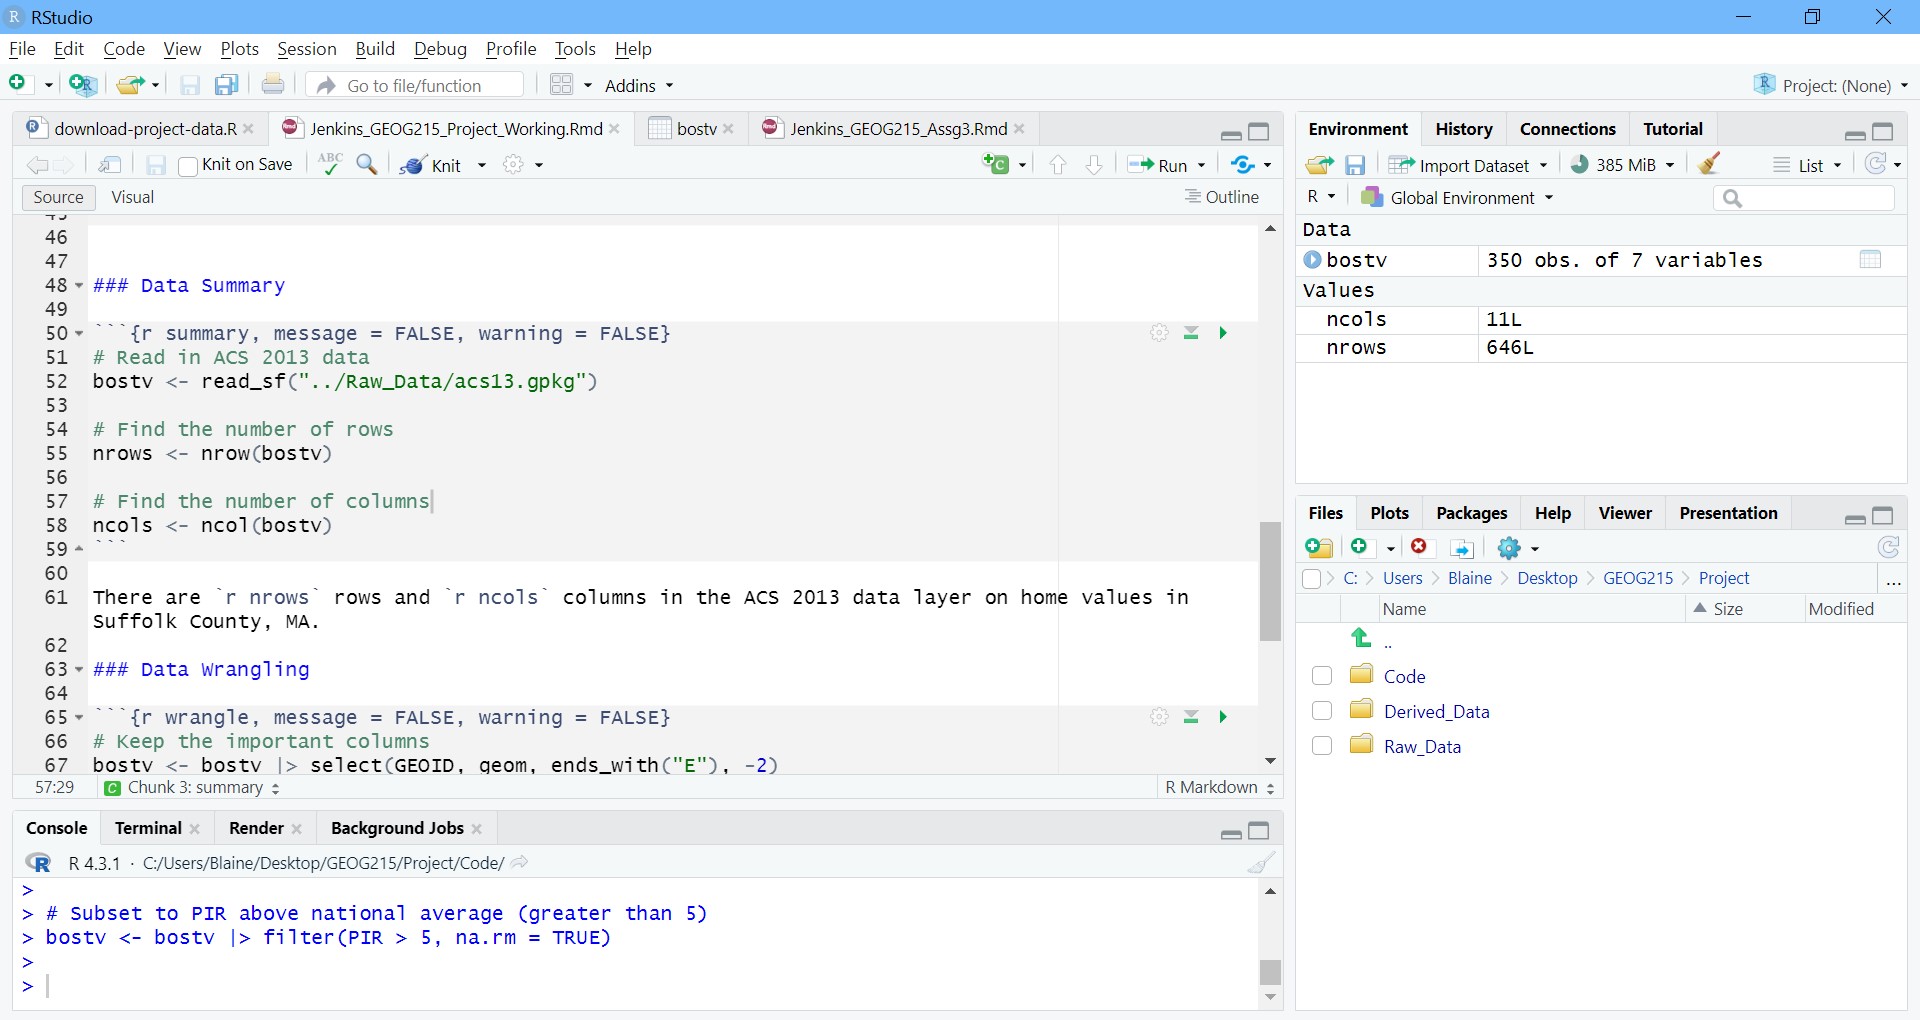 RStudio
File Edit Code View Plots Session Build Debug Profile Tools Help
Go to file/function Addins Project: (None)
download-project-data.R Jenkins_GEOG215_Project_Working.Rmd bostv Jenkins_GEOG215_Assg3.Rmd
Knit on Save ABC Knit Run
Source Visual Outline
46
47
48 ### Data Summary
49
50 ```{r summary, message = FALSE, warning = FALSE}
51 # Read in ACS 2013 data
52 bostv <- read_sf("../Raw_Data/acs13.gpkg")
53
54 # Find the number of rows
55 nrows <- nrow(bostv)
56
57 # Find the number of columns
58 ncols <- ncol(bostv)
59 ```
60
61 There are `r nrows` rows and `r ncols` columns in the ACS 2013 data layer on home values in
Suffolk County, MA.
62
63 ### Data Wrangling
64
65 ```{r wrangle, message = FALSE, warning = FALSE}
66 # Keep the important columns
67 bostv <- bostv |> select(GEOID, geom, ends_with("E"), -2)
57:29 C Chunk 3: summary R Markdown
Console Terminal Render Background Jobs
R 4.3.1 · C:/Users/Blaine/Desktop/GEOG215/Project/Code/
>
> # Subset to PIR above national average (greater than 5)
> bostv <- bostv |> filter(PIR > 5, na.rm = TRUE)
>
>
Environment History Connections Tutorial
Import Dataset 385 MiB List
R Global Environment
Data
bostv 350 obs. of 7 variables
Values
ncols 11L
nrows 646L
Files Plots Packages Help Viewer Presentation
C: Users Blaine Desktop GEOG215 Project ...
Name Size Modified
..
Code
Derived_Data
Raw_Data